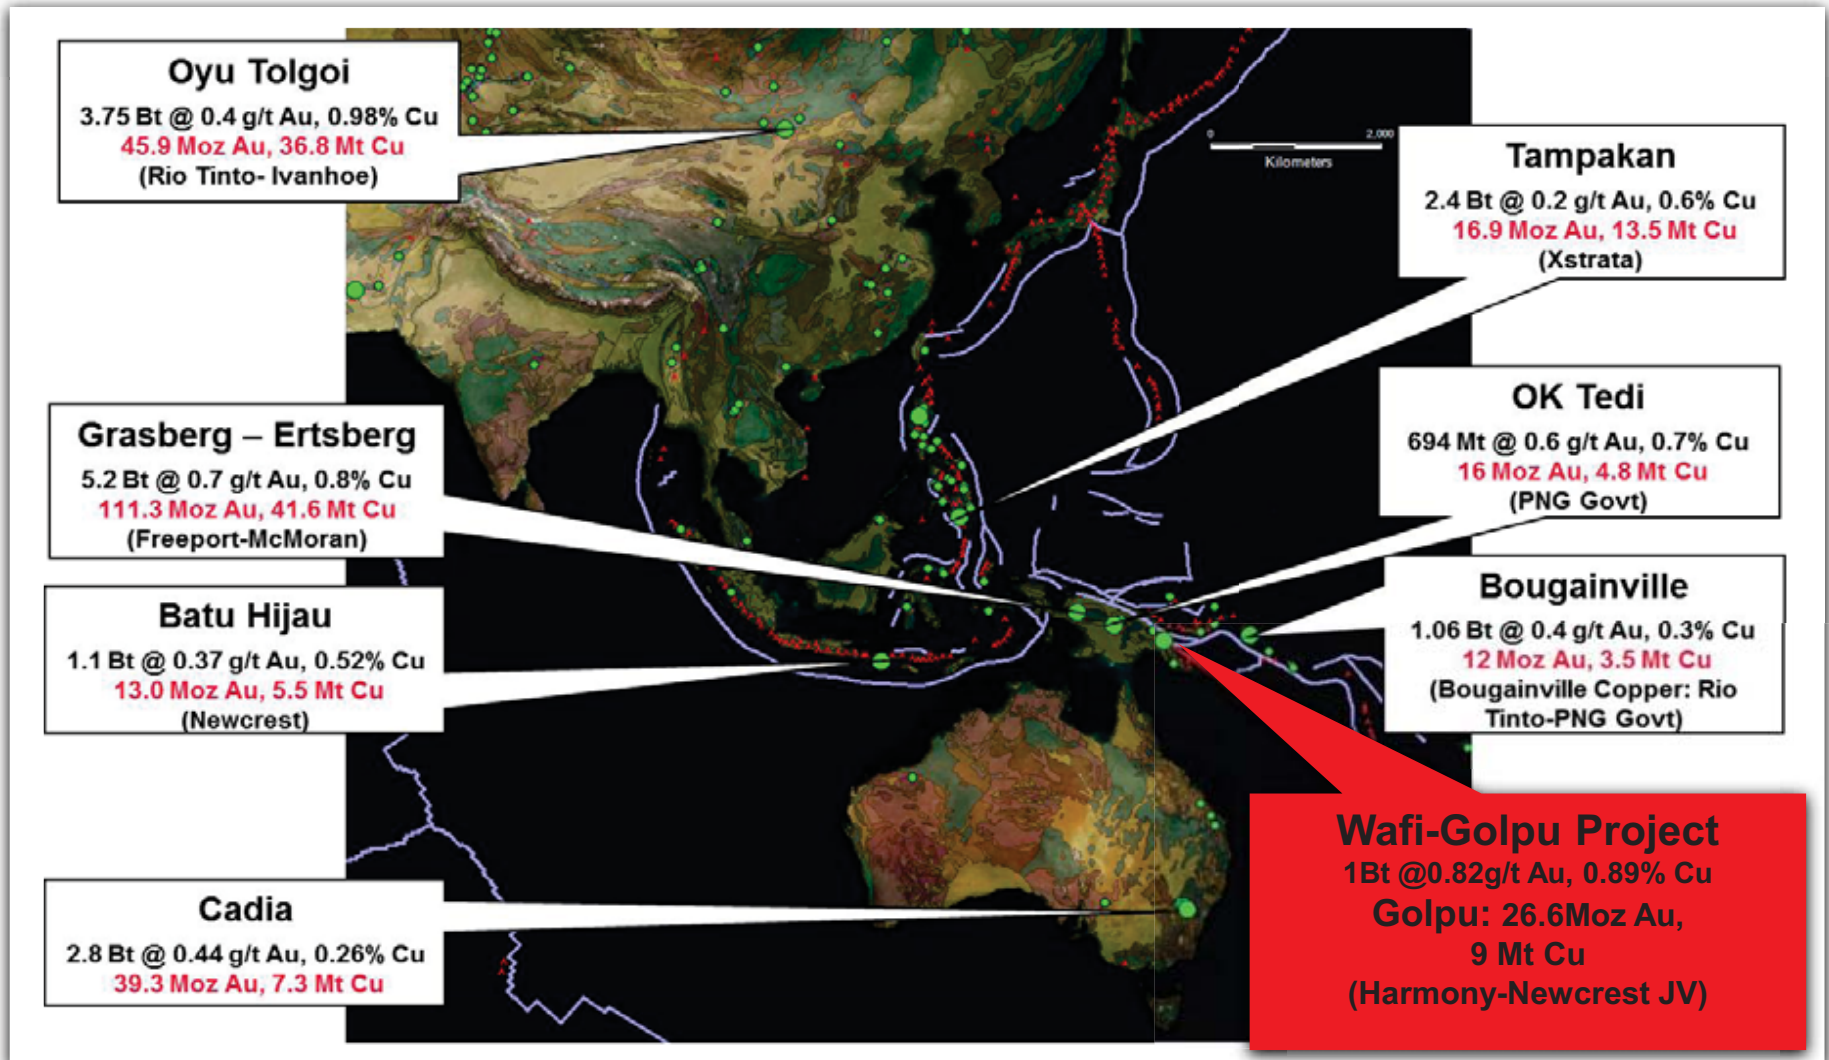 Oyu Tolgoi
3.75 Bt @ 0.4 g/t Au, 0.98% Cu
45.9 Moz Au, 36.8 Mt Cu
(Rio Tinto- Ivanhoe)
0 2,000
Kilometers
Tampakan
2.4 Bt @ 0.2 g/t Au, 0.6% Cu
16.9 Moz Au, 13.5 Mt Cu
(Xstrata)
Grasberg – Ertsberg
5.2 Bt @ 0.7 g/t Au, 0.8% Cu
111.3 Moz Au, 41.6 Mt Cu
(Freeport-McMoran)
OK Tedi
694 Mt @ 0.6 g/t Au, 0.7% Cu
16 Moz Au, 4.8 Mt Cu
(PNG Govt)
Batu Hijau
1.1 Bt @ 0.37 g/t Au, 0.52% Cu
13.0 Moz Au, 5.5 Mt Cu
(Newcrest)
Bougainville
1.06 Bt @ 0.4 g/t Au, 0.3% Cu
12 Moz Au, 3.5 Mt Cu
(Bougainville Copper: Rio
Tinto-PNG Govt)
Cadia
2.8 Bt @ 0.44 g/t Au, 0.26% Cu
39.3 Moz Au, 7.3 Mt Cu
Wafi-Golpu Project
1Bt @0.82g/t Au, 0.89% Cu
Golpu: 26.6Moz Au,
9 Mt Cu
(Harmony-Newcrest JV)